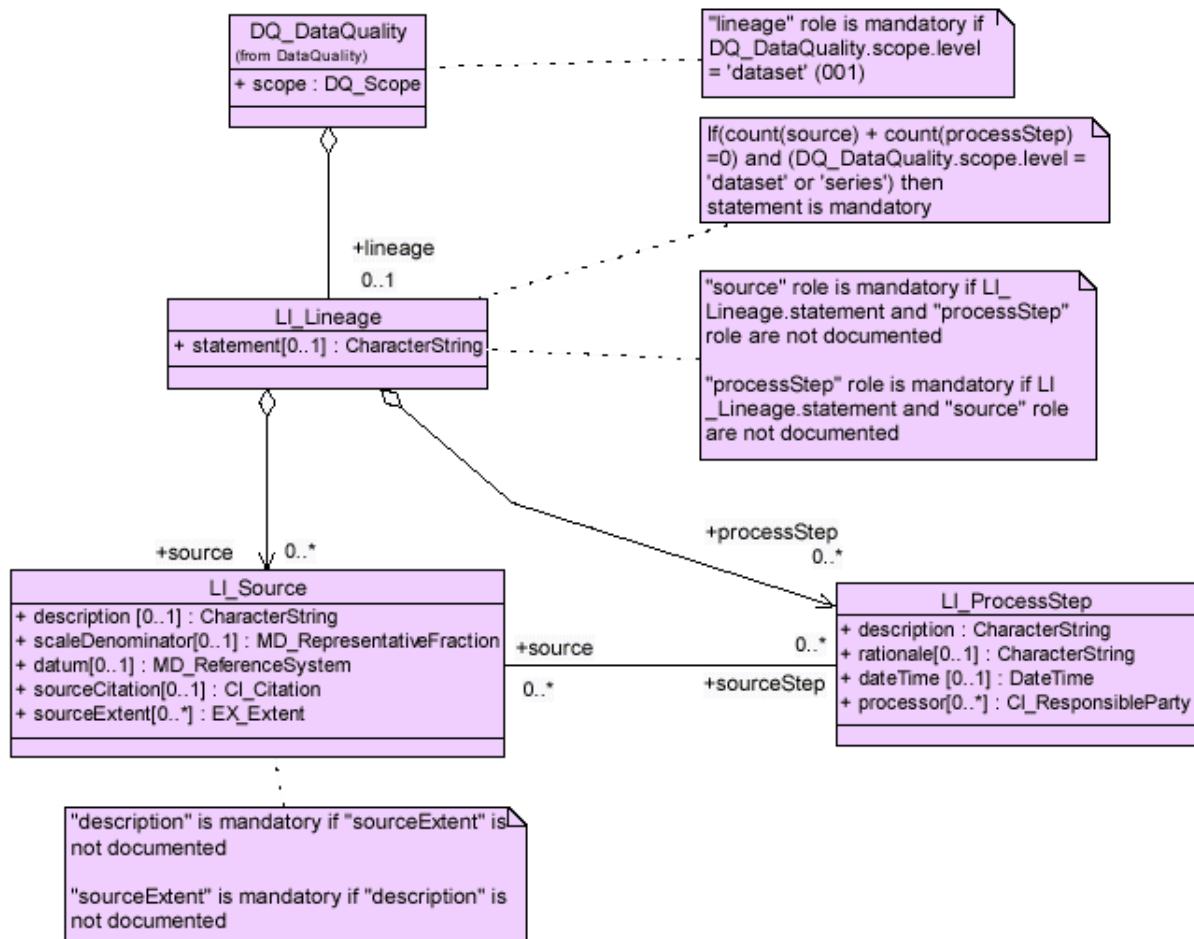 DQ_DataQuality
(from DataQuality)
+ scope : DQ_Scope
"lineage" role is mandatory if
DQ_DataQuality.scope.level
= 'dataset' (001)
If(count(source) + count(processStep)
=0) and (DQ_DataQuality.scope.level =
'dataset' or 'series') then
statement is mandatory
+lineage
0..1
LI_Lineage
+ statement[0..1] : CharacterString
"source" role is mandatory if LI_
Lineage.statement and "processStep"
role are not documented
"processStep" role is mandatory if LI
_Lineage.statement and "source" role
are not documented
+source
0..*
+processStep
0..*
LI_Source
+ description [0..1] : CharacterString
+ scaleDenominator[0..1] : MD_RepresentativeFraction
+ datum[0..1] : MD_ReferenceSystem
+ sourceCitation[0..1] : CI_Citation
+ sourceExtent[0..*] : EX_Extent
+source
0..*
0..*
+sourceStep
LI_ProcessStep
+ description : CharacterString
+ rationale[0..1] : CharacterString
+ dateTime [0..1] : DateTime
+ processor[0..*] : CI_ResponsibleParty
"description" is mandatory if "sourceExtent" is
not documented
"sourceExtent" is mandatory if "description" is
not documented